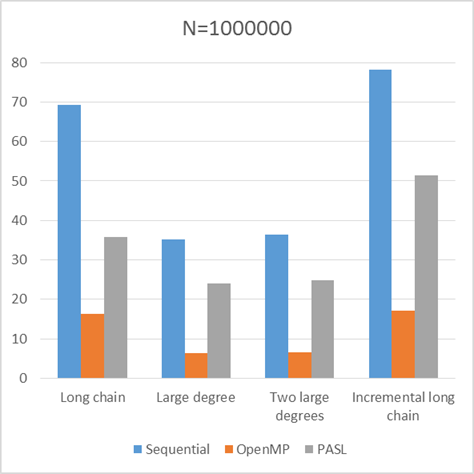 N=1000000
80
70
60
50
40
30
20
10
0
Long chain
Large degree
Two large
degrees
Incremental long
chain
Sequential
OpenMP
PASL